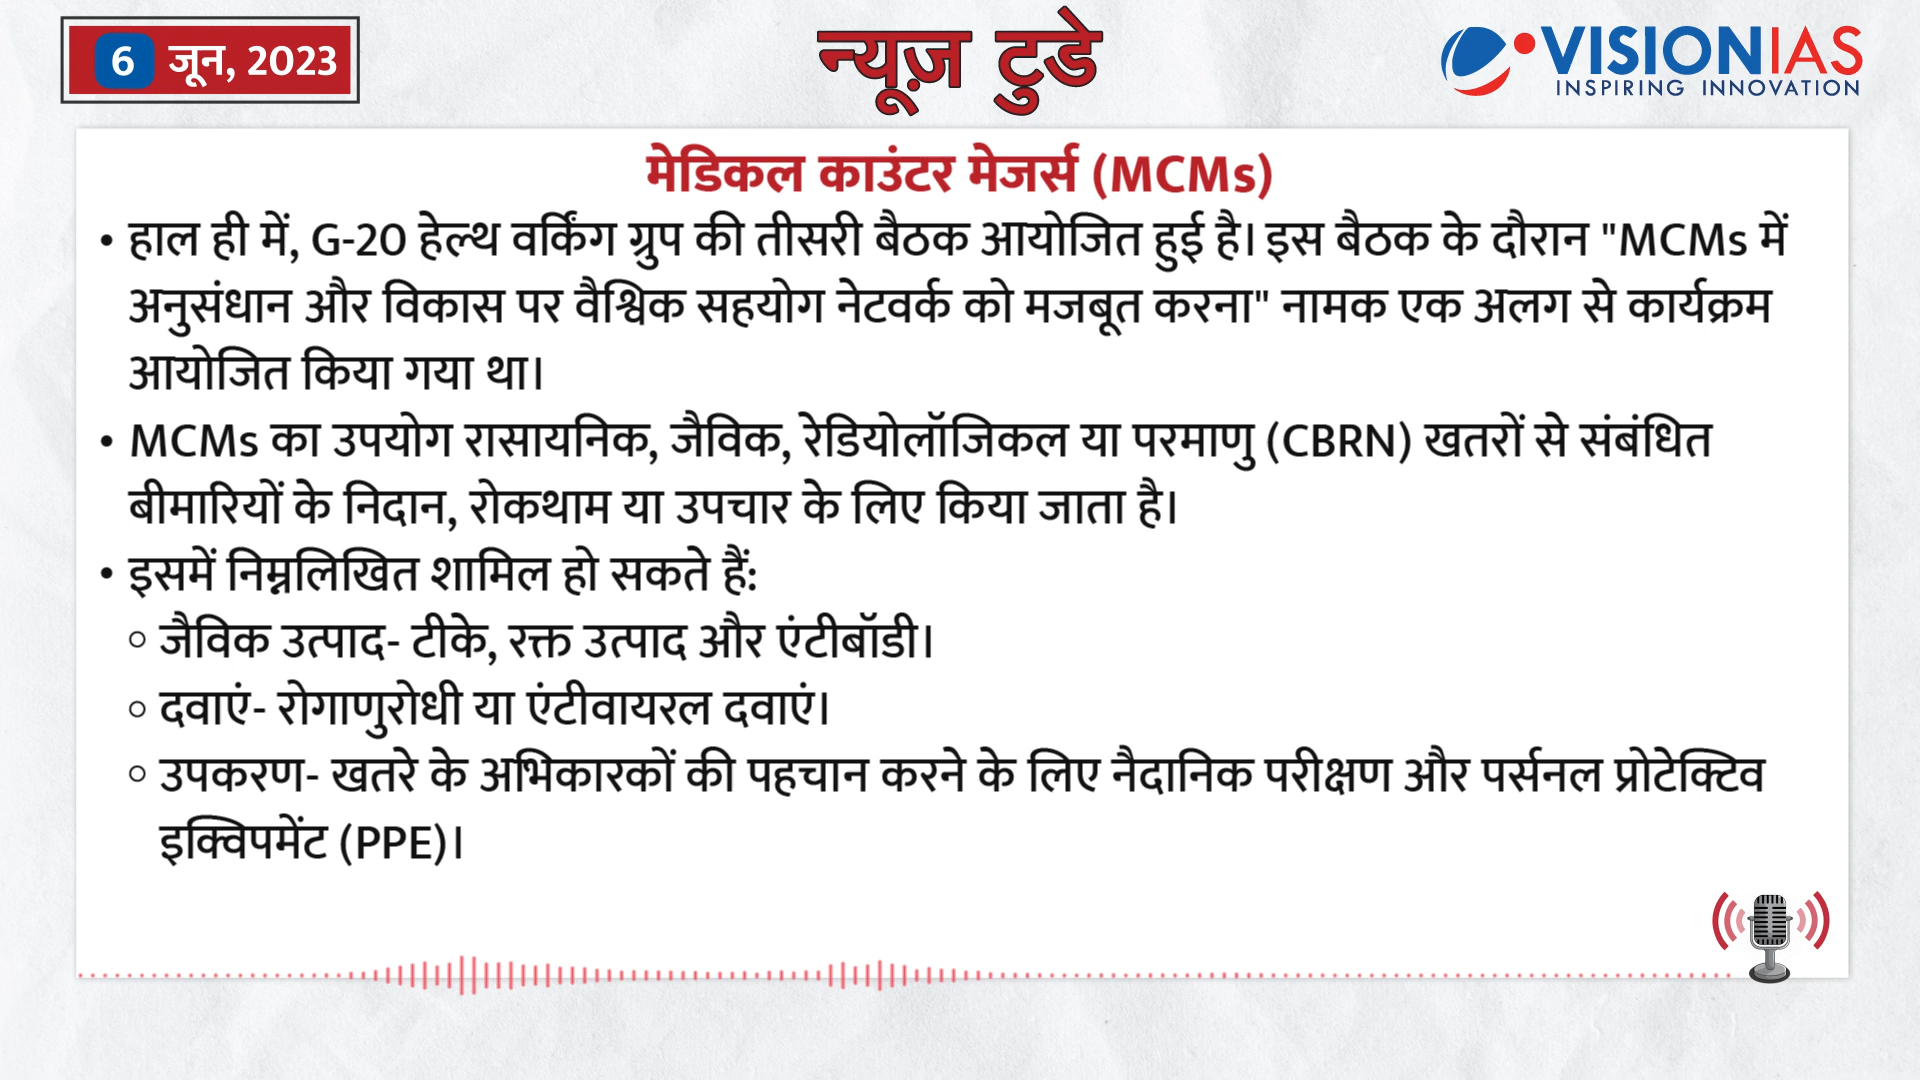 6 जून, 2023
न्यूज़ टुडे
VISIONIAS
INSPIRING INNOVATION
मेडिकल काउंटर मेजर्स (MCMs)
• हाल ही में, G-20 हेल्थ वर्किंग ग्रुप की तीसरी बैठक आयोजित हुई है। इस बैठक के दौरान "MCMs में
अनुसंधान और विकास पर वैश्विक सहयोग नेटवर्क को मजबूत करना" नामक एक अलग से कार्यक्रम
आयोजित किया गया था।
• MCMs का उपयोग रासायनिक, जैविक, रेडियोलॉजिकल या परमाणु (CBRN) खतरों से संबंधित
बीमारियों के निदान, रोकथाम या उपचार के लिए किया जाता है।
• इसमें निम्नलिखित शामिल हो सकते हैं:
○ जैविक उत्पाद- टीके, रक्त उत्पाद और एंटीबॉडी।
○ दवाएं- रोगाणुरोधी या एंटीवायरल दवाएं।
○ उपकरण- खतरे के अभिकारकों की पहचान करने के लिए नैदानिक परीक्षण और पर्सनल प्रोटेक्टिव
इक्विपमेंट (PPE)।